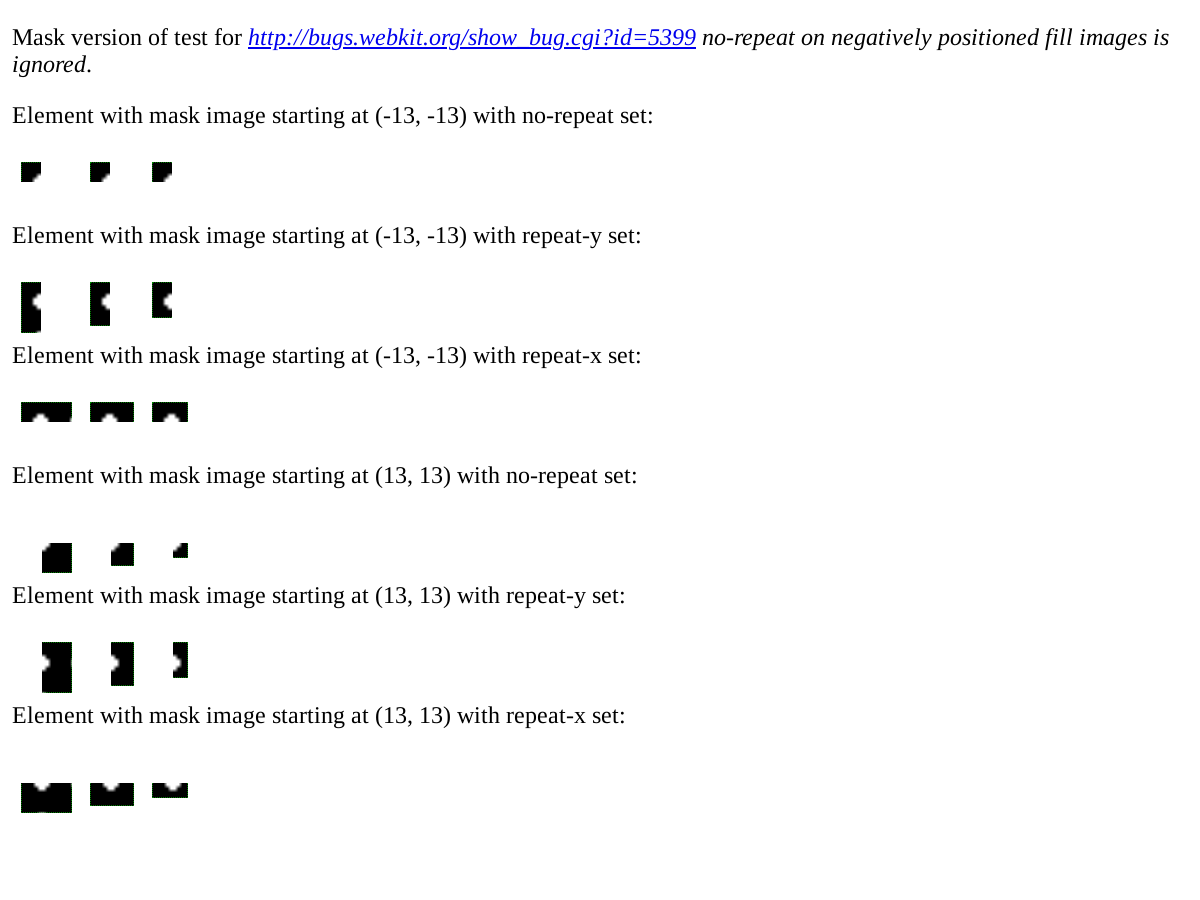 Mask version of test for http://bugs.webkit.org/show_bug.cgi?id=5399 no-repeat on negatively positioned fill images is
ignored.
Element with mask image starting at (-13, -13) with no-repeat set:
Element with mask image starting at (-13, -13) with repeat-y set:
Element with mask image starting at (-13, -13) with repeat-x set:
Element with mask image starting at (13, 13) with no-repeat set:
Element with mask image starting at (13, 13) with repeat-y set:
Element with mask image starting at (13, 13) with repeat-x set: